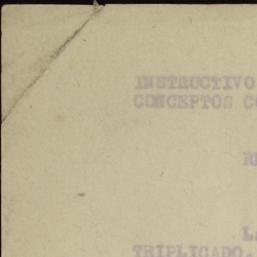 INSTRUCTIVO
CONCEPTOS C
R
L
TRIPLICADO.